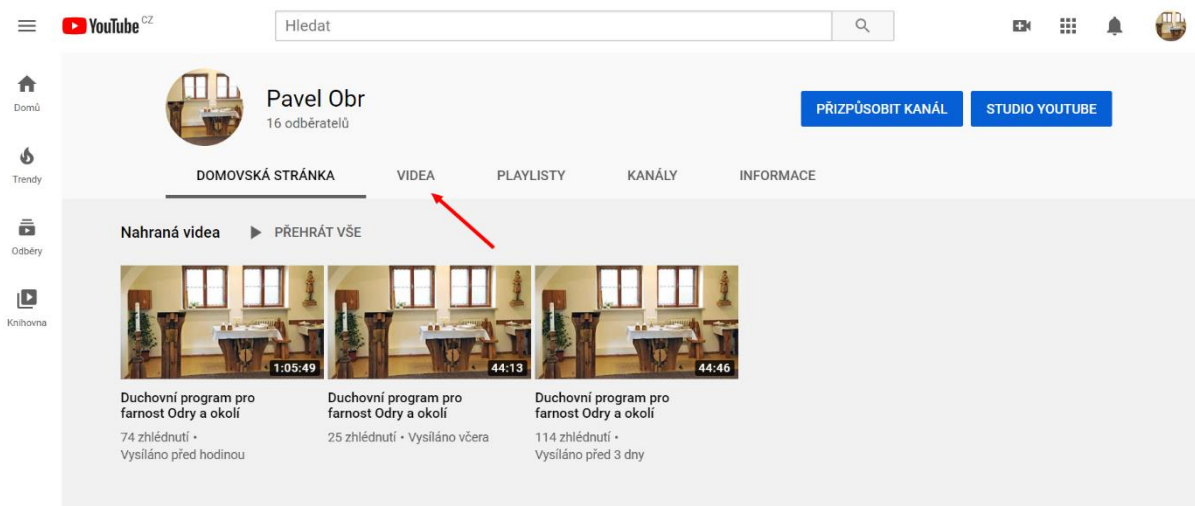 YouTube CZ
Hledat
Domů
Trendy
Odběry
Knihovna
Pavel Obr
16 odběratelů
PŘIZPŮSOBIT KANÁL
STUDIO YOUTUBE
DOMOVSKÁ STRÁNKA VIDEA PLAYLISTY KANÁLY INFORMACE
Nahraná videa PŘEHRÁT VŠE
1:05:49
Duchovní program pro
farnost Odry a okolí
74 zhlédnutí •
Vysíláno před hodinou
44:13
Duchovní program pro
farnost Odry a okolí
25 zhlédnutí • Vysíláno včera
44:46
Duchovní program pro
farnost Odry a okolí
114 zhlédnutí •
Vysíláno před 3 dny